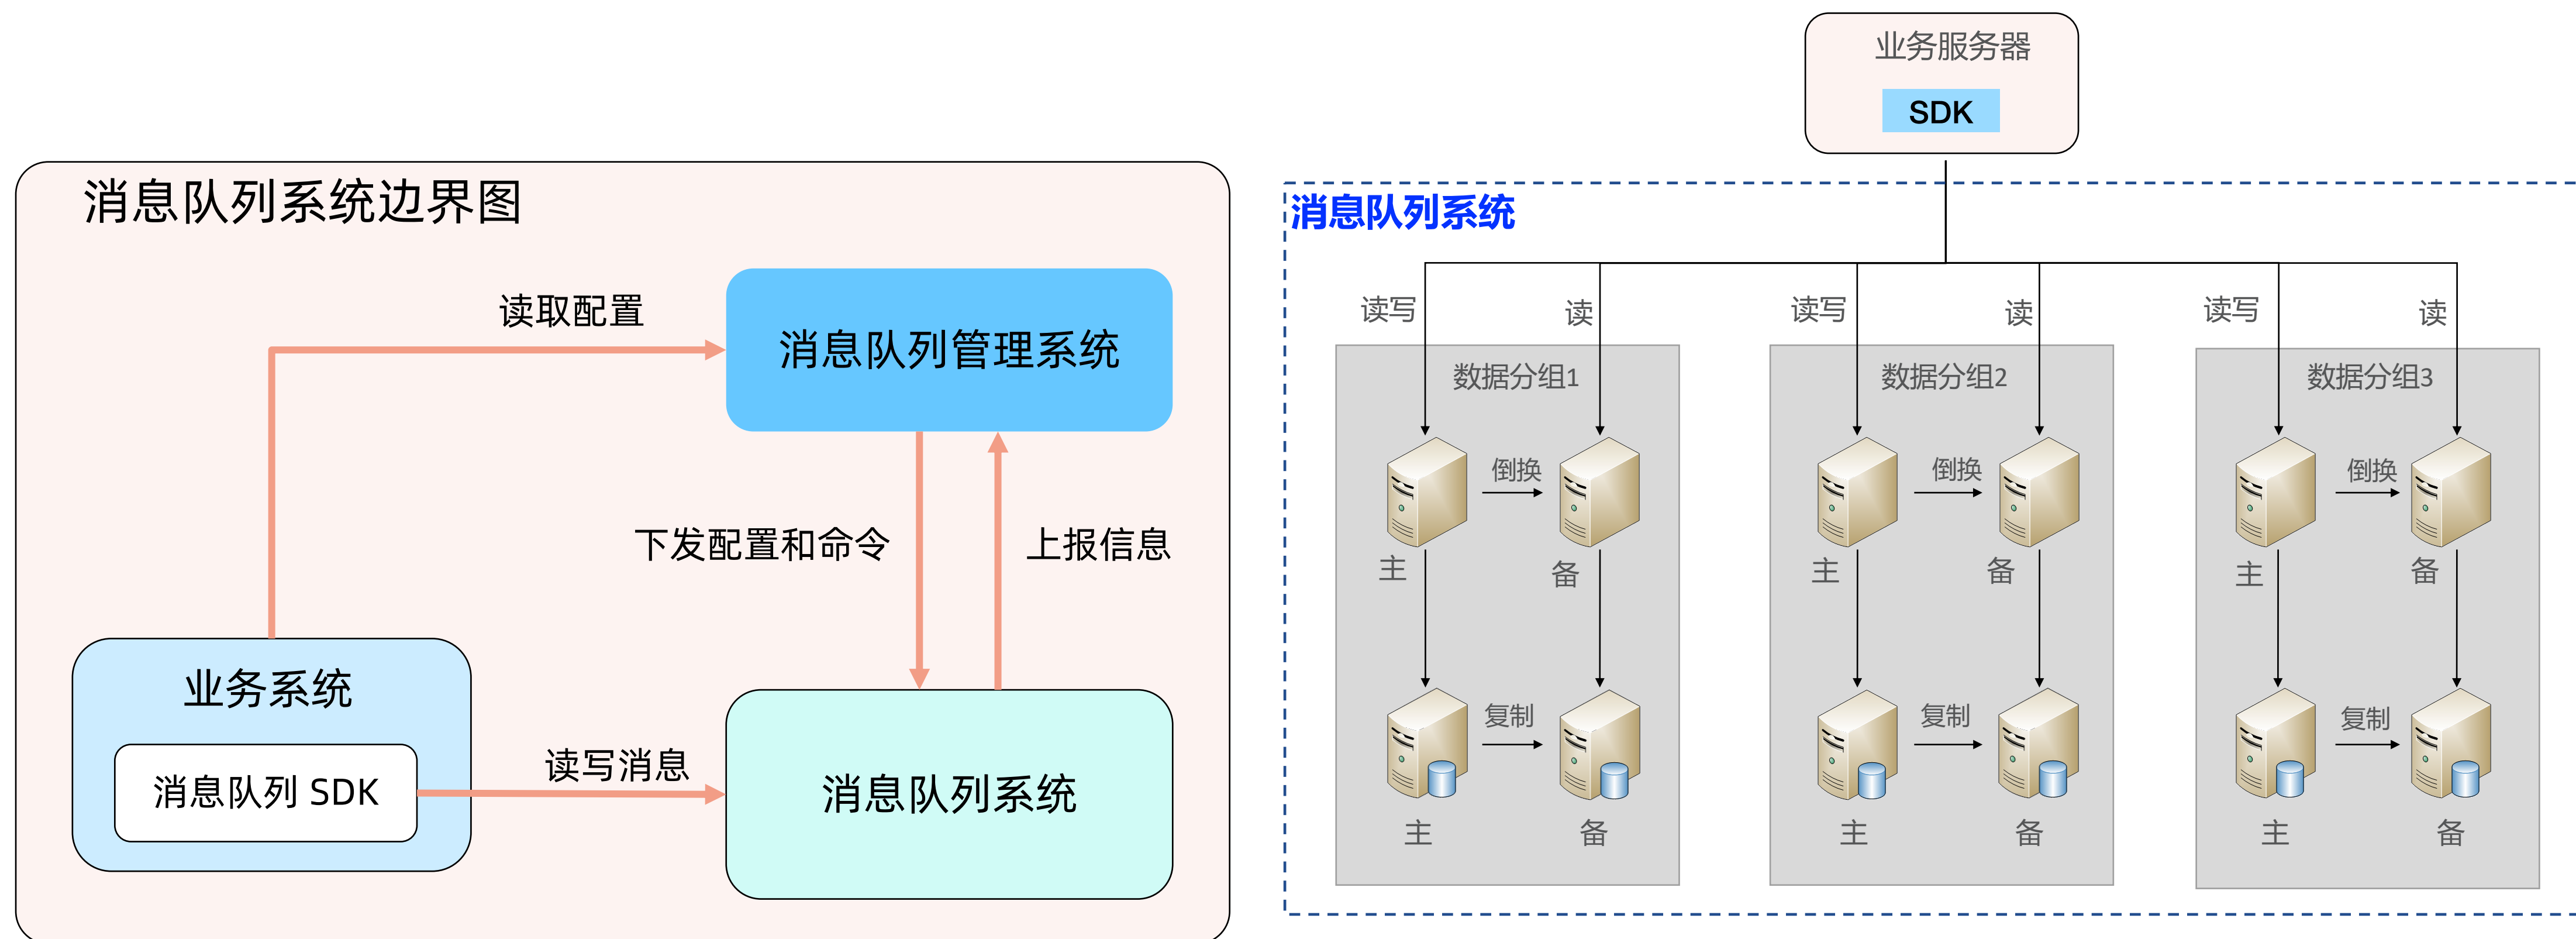 消息队列系统边界图
读取配置
消息队列管理系统
下发配置和命令
上报信息
业务系统
消息队列 SDK
读写消息
消息队列系统
业务服务器
SDK
消息队列系统
读写
读
读写
读
读写
读
数据分组1
数据分组2
数据分组3
倒换
倒换
倒换
主
备
主
备
主
备
复制
复制
复制
主
备
主
备
主
备